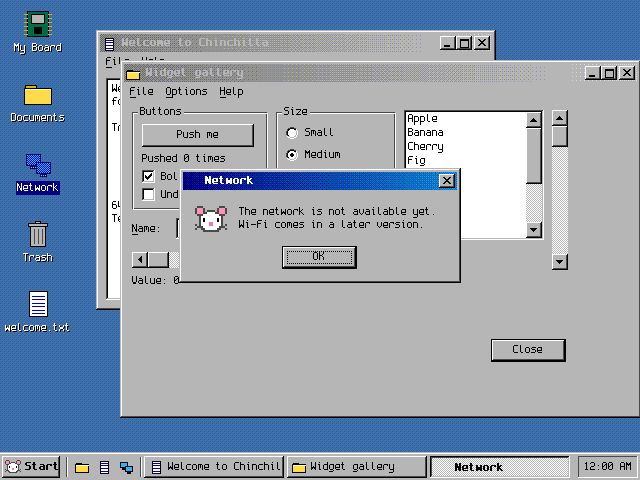 My Board
Documents
Network
Trash
welcome.txt
Welcome to Chinchilla
File Help
Widget gallery
File Options Help
Buttons
Push me
Pushed 0 times
Name:
Value: 0
Size
Small
Medium
Apple
Banana
Cherry
Fig
Network
The network is not available yet.
Wi-Fi comes in a later version.
OK
Close
Start
Welcome to Chinchil
Widget gallery
Network
12:00 AM